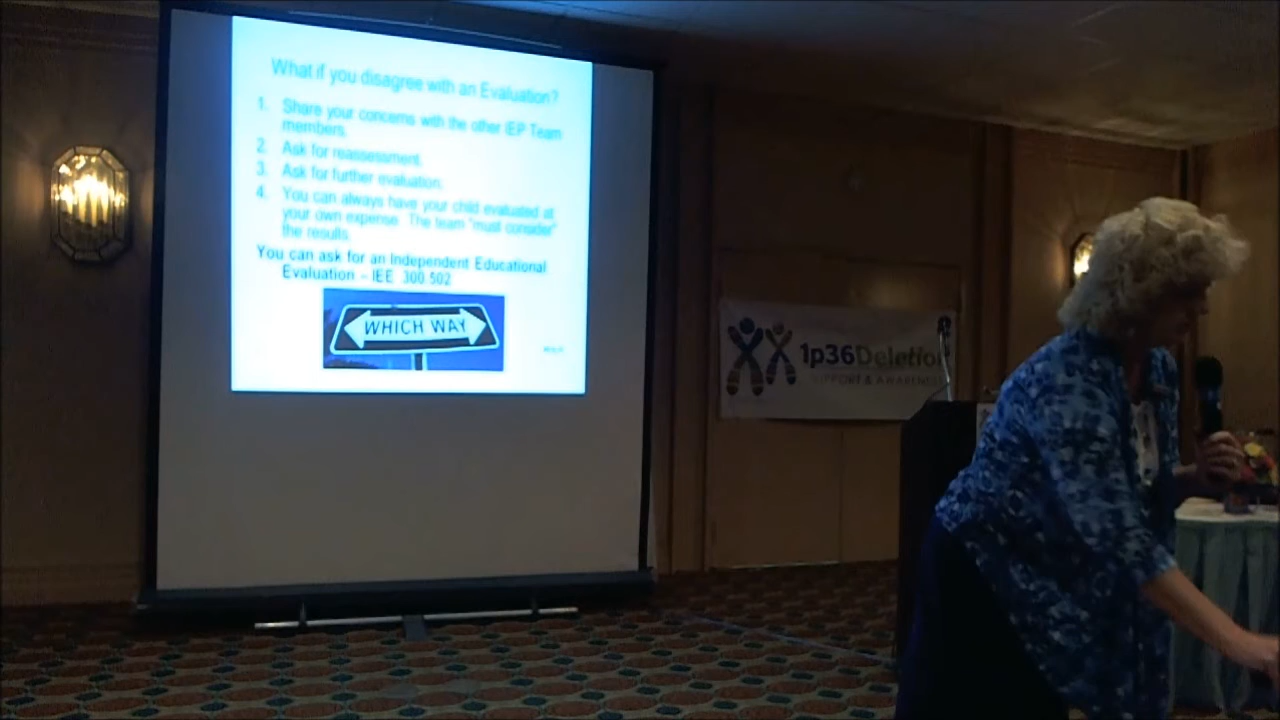 What if you disagree with an Evaluation?
1. Share your concerns with the other IEP Team
members.
2. Ask for reassessment.
3. Ask for further evaluation.
4. You can always have your child evaluated at
your own expense. The team "must consider"
the results.
You can ask for an Independent Educational
Evaluation – IEE .300.502
WHICH WAY
1p36 Deletion
SUPPORT & AWARENESS